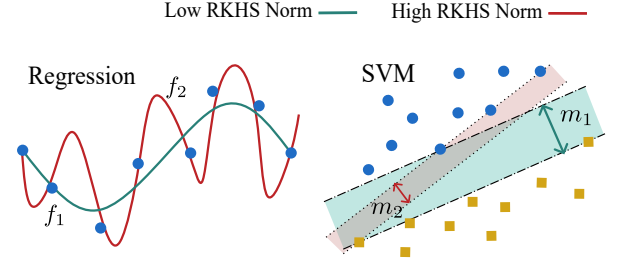 Low RKHS Norm
High RKHS Norm
Regression
SVM
f₂
m₁
m₂
f₁